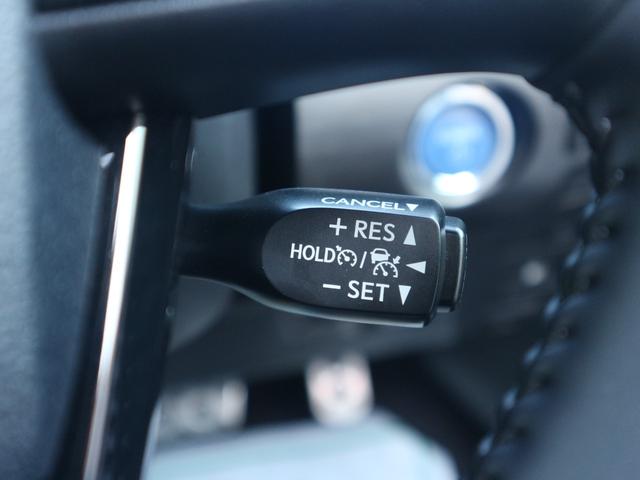 CANCEL▼
+ RES ▲
HOLD / ◀
− SET ▼